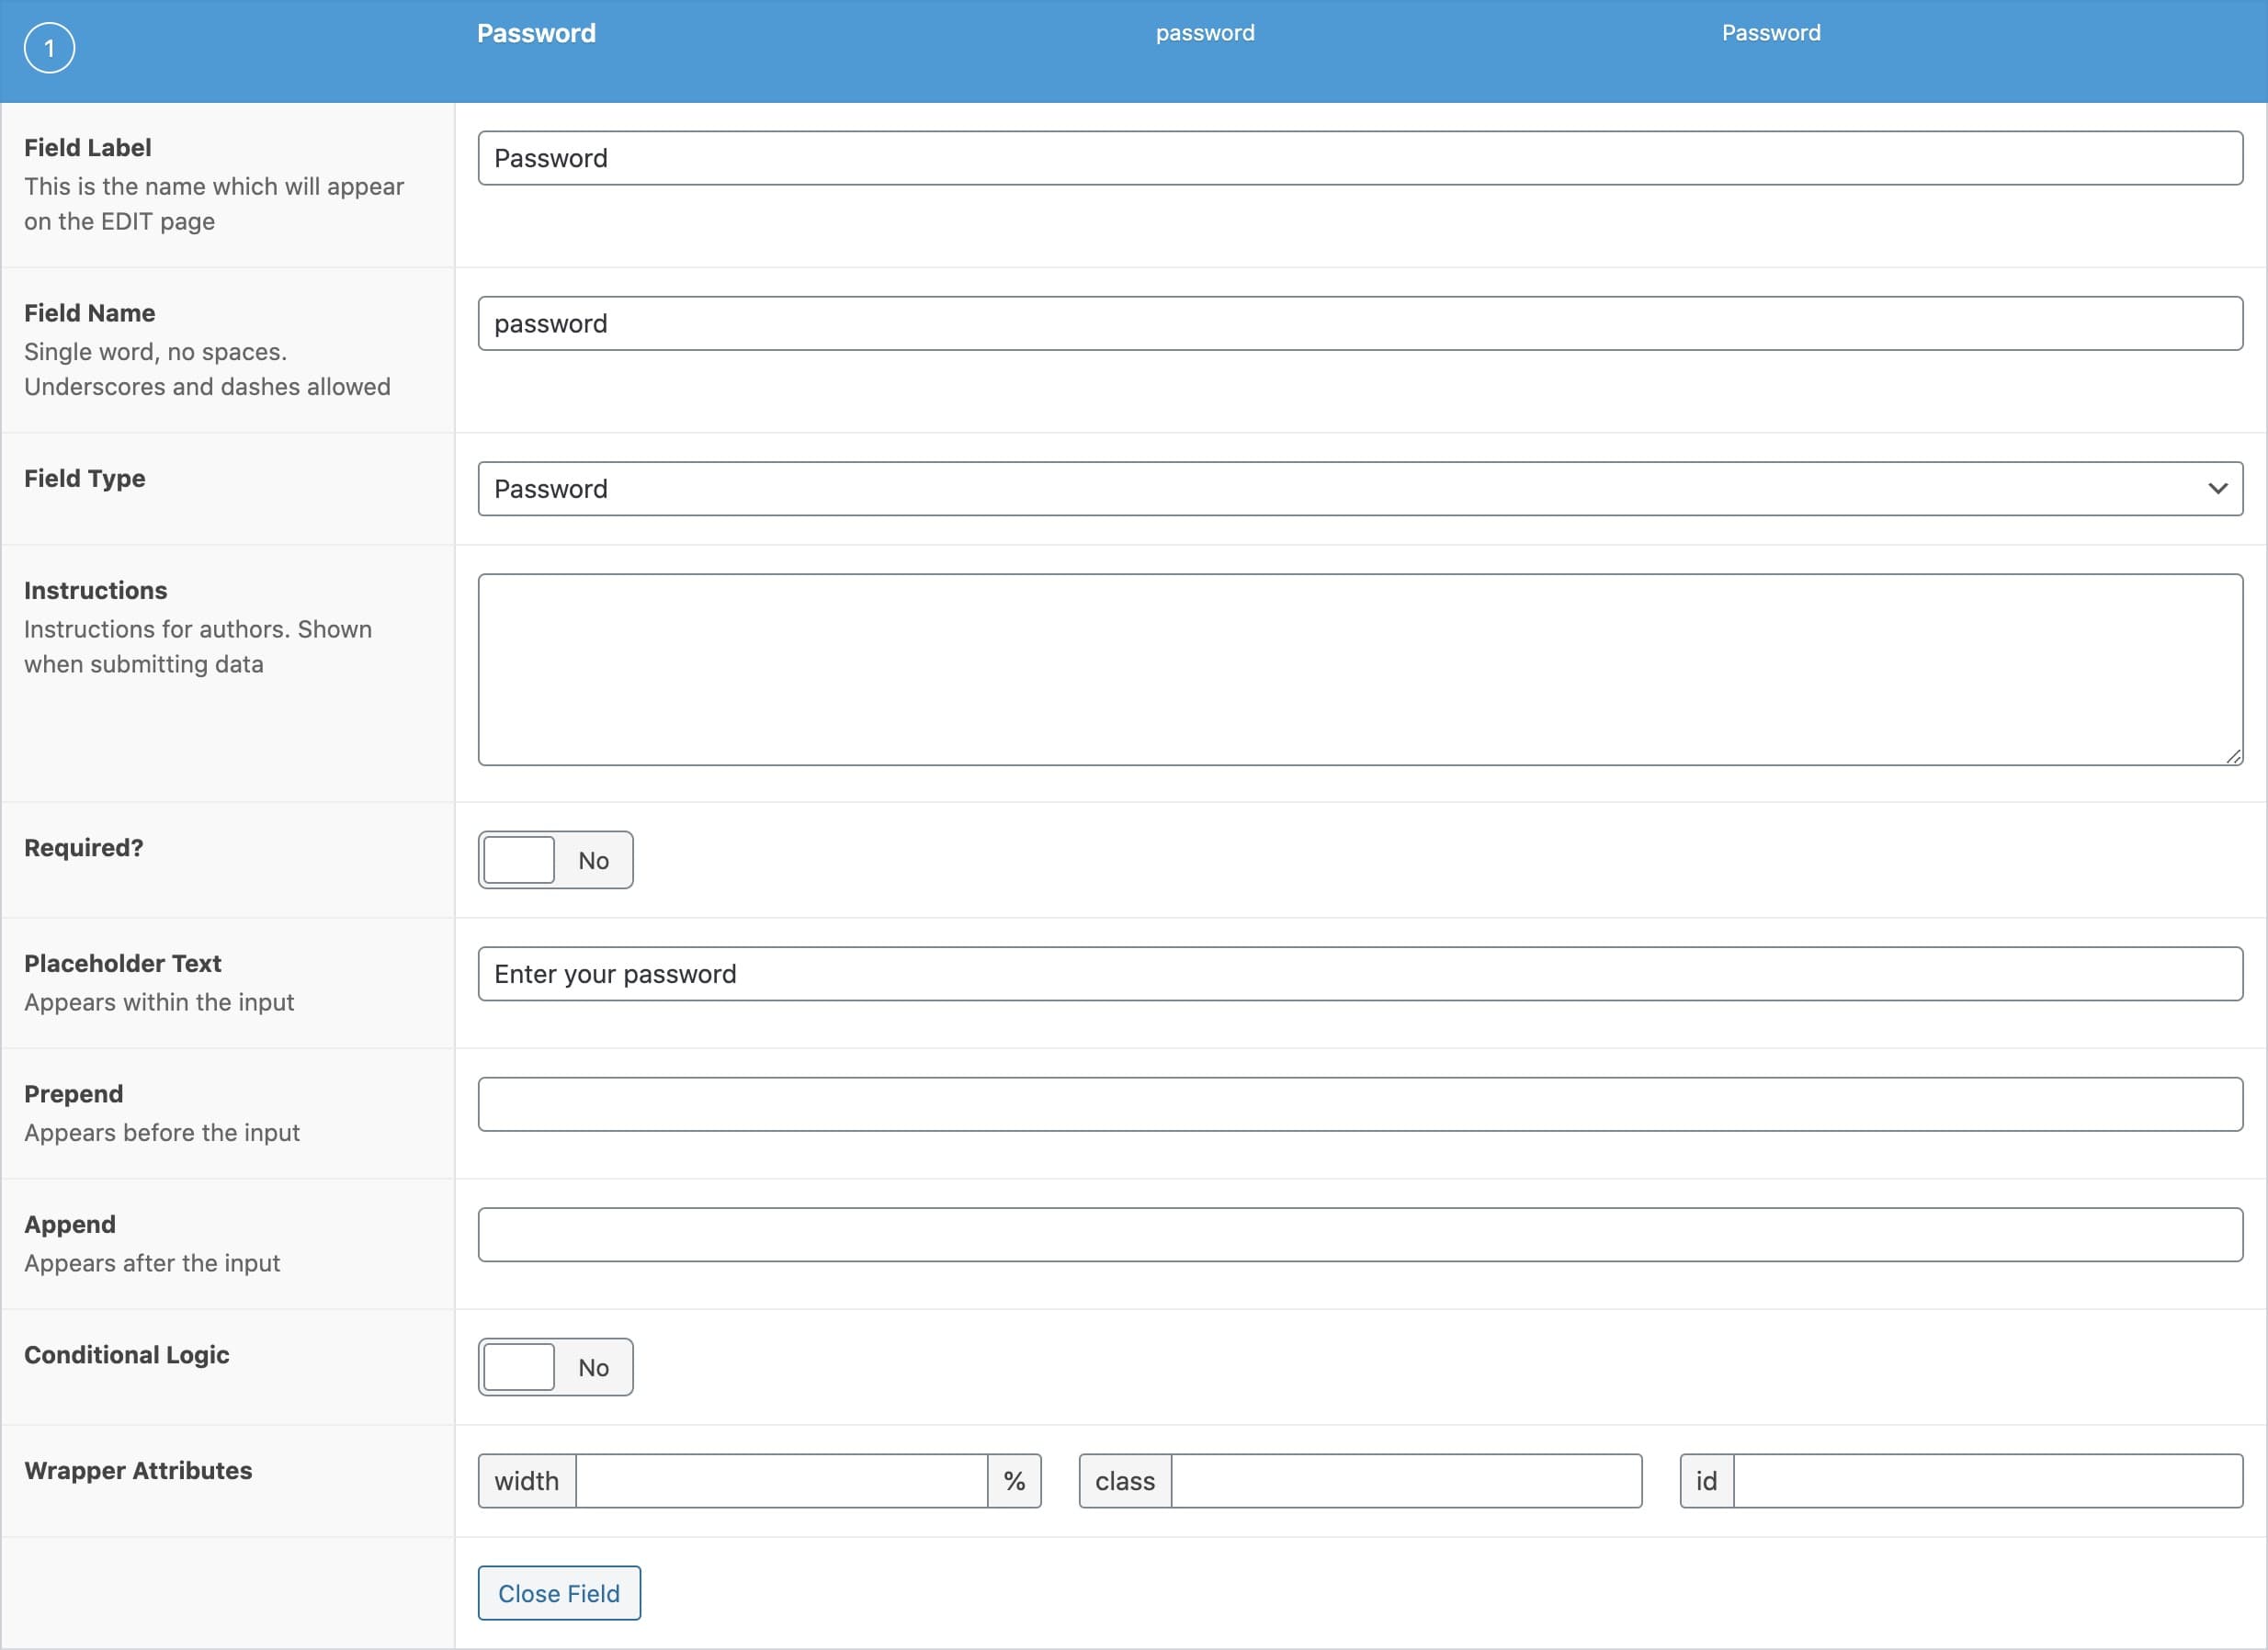 1 Password password Password
Field Label
This is the name which will appear
on the EDIT page
Password
Field Name
Single word, no spaces.
Underscores and dashes allowed
password
Field Type
Password
Instructions
Instructions for authors. Shown
when submitting data
Required?
No
Placeholder Text
Appears within the input
Enter your password
Prepend
Appears before the input
Append
Appears after the input
Conditional Logic
No
Wrapper Attributes
width % class id
Close Field